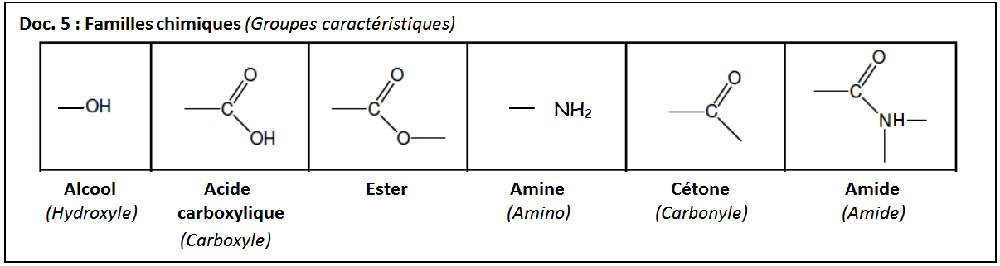 Doc. 5 : Familles chimiques (Groupes caractéristiques)
OH
O
C
OH
O
C
O
NH2
O
C
O
C
NH
Alcool
(Hydroxyle)
Acide
carboxylique
(Carboxyle)
Ester
Amine
(Amino)
Cétone
(Carbonyle)
Amide
(Amide)